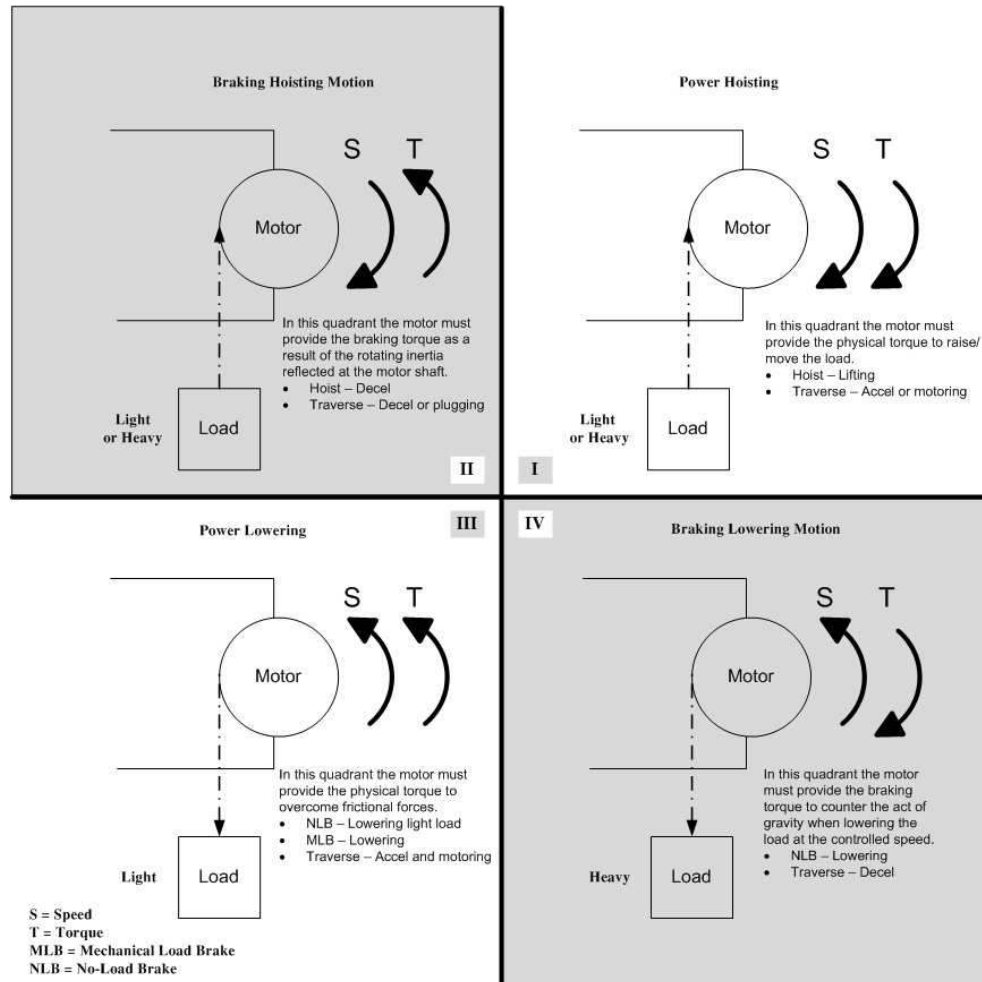 Braking Hoisting Motion
S T
Motor
In this quadrant the motor must
provide the braking torque as a
result of the rotating inertia
reflected at the motor shaft.
• Hoist – Decel
• Traverse – Decel or plugging
Light
or Heavy
Load
II
Power Hoisting
S T
Motor
In this quadrant the motor must
provide the physical torque to raise/
move the load.
• Hoist – Lifting
• Traverse – Accel or motoring
Light
or Heavy
Load
I
Power Lowering
III
S T
Motor
In this quadrant the motor must
provide the physical torque to
overcome frictional forces.
• NLB – Lowering light load
• MLB – Lowering
• Traverse – Accel and motoring
Light
Load
S = Speed
T = Torque
MLB = Mechanical Load Brake
NLB = No-Load Brake
IV
Braking Lowering Motion
S T
Motor
In this quadrant the motor
must provide the braking
torque to counter the act of
gravity when lowering the
load at the controlled speed.
• NLB – Lowering
• Traverse – Decel
Heavy
Load